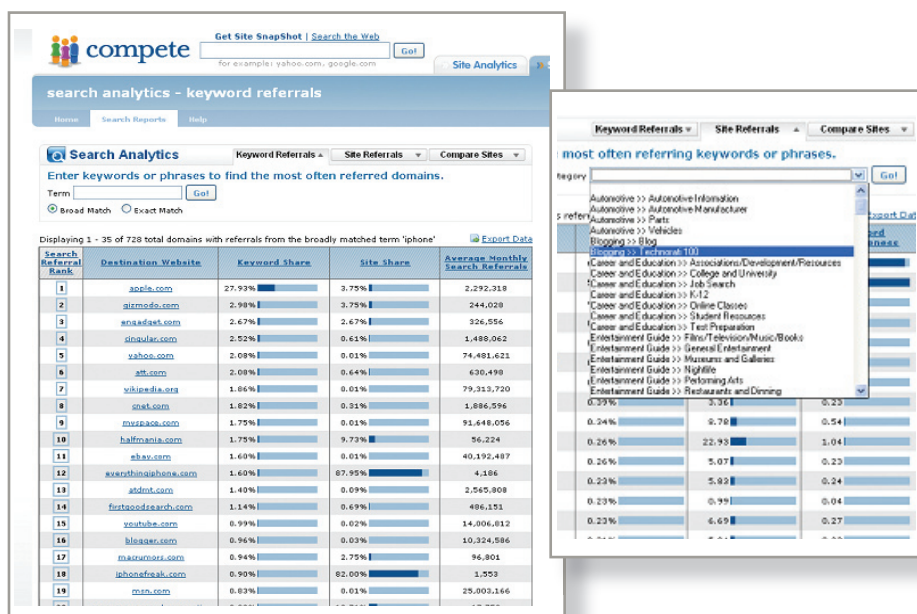 compete
Get Site SnapShot | Search the Web
Go!
for example: yahoo.com, google.com
Site Analytics
search analytics - keyword referrals
Home Search Reports Help
Search Analytics
Keyword Referrals Site Referrals Compare Sites
Enter keywords or phrases to find the most often referred domains.
Term Go!
Broad Match Exact Match
Displaying 1 - 35 of 728 total domains with referrals from the broadly matched term 'iphone' Export Data
Search Referral Rank Destination Website Keyword Share Site Share Average Monthly Search Referrals
1 apple.com 27.93% 3.75% 2,292,318
2 gizmodo.com 2.98% 3.75% 244,028
3 engadget.com 2.67% 2.67% 326,556
4 cingular.com 2.52% 0.61% 1,488,062
5 yahoo.com 2.08% 0.01% 74,481,621
6 att.com 2.08% 0.64% 630,498
7 wikipedia.org 1.86% 0.01% 79,313,720
8 cnet.com 1.82% 0.31% 1,886,596
9 myspace.com 1.75% 0.01% 91,648,056
10 halfmania.com 1.75% 9.73% 56,224
11 ebay.com 1.60% 0.01% 40,192,487
12 everythingiphone.com 1.60% 87.95% 4,186
13 atdmt.com 1.40% 0.09% 2,565,808
14 firstgoodsearch.com 1.14% 0.69% 486,151
15 youtube.com 0.99% 0.02% 14,006,812
16 blogger.com 0.96% 0.03% 10,324,586
17 macrumors.com 0.94% 2.75% 96,801
18 iphonefreak.com 0.90% 82.00% 1,553
19 msn.com 0.83% 0.01% 25,003,166
Keyword Referrals Site Referrals Compare Sites
most often referring keywords or phrases.
tegory Go!
Automotive >> Automotive Information
Automotive >> Automotive Manufacturer
Automotive >> Parts
Automotive >> Vehicles
Blogging >> Blog
Blogging >> Technorati 100
Career and Education >> Associations/Development/Resources
Career and Education >> College and University
Career and Education >> Job Search
Career and Education >> K-12
Career and Education >> Online Classes
Career and Education >> Student Resources
Career and Education >> Test Preparation
Entertainment Guide >> Films/Television/Music/Books
Entertainment Guide >> General Entertainment
Entertainment Guide >> Museums and Galleries
Entertainment Guide >> Nightlife
Entertainment Guide >> Performing Arts
Entertainment Guide >> Restaurants and Dinning
s refer
Export Dat
0.39% 3.36 0.23
0.34% 8.78 0.54
0.26% 22.93 1.04
0.26% 5.07 0.23
0.23% 5.82 0.24
0.23% 0.99 0.04
0.23% 6.69 0.27